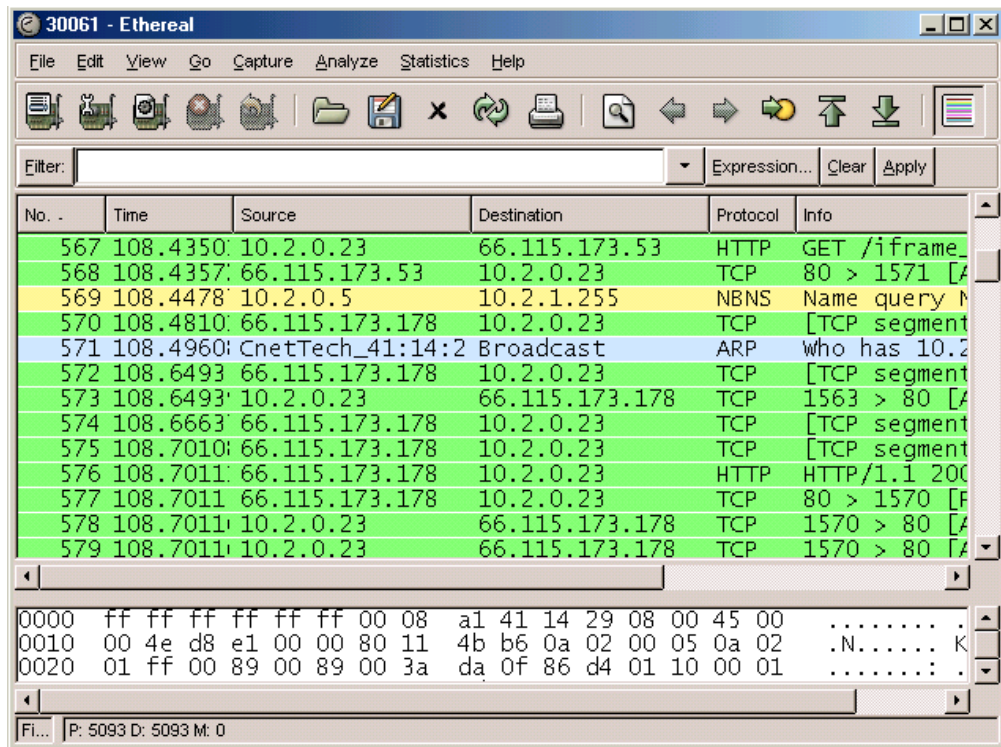 30061 - Ethereal
File Edit View Go Capture Analyze Statistics Help
Filter: Expression... Clear Apply
No. - Time Source Destination Protocol Info
567 108.4350 10.2.0.23 66.115.173.53 HTTP GET /iframe_
568 108.4357 66.115.173.53 10.2.0.23 TCP 80 > 1571 [A
569 108.4478 10.2.0.5 10.2.1.255 NBNS Name query N
570 108.4810 66.115.173.178 10.2.0.23 TCP [TCP segment
571 108.4960 CnetTech_41:14:2 Broadcast ARP Who has 10.2
572 108.6493 66.115.173.178 10.2.0.23 TCP [TCP segment
573 108.6493 10.2.0.23 66.115.173.178 TCP 1563 > 80 [A
574 108.6663 66.115.173.178 10.2.0.23 TCP [TCP segment
575 108.7010 66.115.173.178 10.2.0.23 TCP [TCP segment
576 108.7011 66.115.173.178 10.2.0.23 HTTP HTTP/1.1 200
577 108.7011 66.115.173.178 10.2.0.23 TCP 80 > 1570 [F
578 108.7011 10.2.0.23 66.115.173.178 TCP 1570 > 80 [A
579 108.7011 10.2.0.23 66.115.173.178 TCP 1570 > 80 [A
0000 ff ff ff ff ff ff 00 08 a1 41 14 29 08 00 45 00 ........ .
0010 00 4e d8 e1 00 00 80 11 4b b6 0a 02 00 05 0a 02 .N...... K
0020 01 ff 00 89 00 89 00 3a da 0f 86 d4 01 10 00 01 .......: .
Fi... P: 5093 D: 5093 M: 0